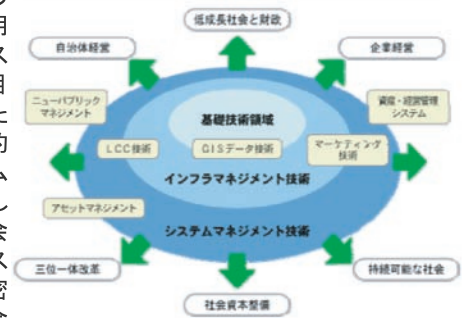 低成長社会と財政
自治体経営
企業経営
ニューパブリック
マネジメント
基礎技術領域
資産・経営管理
システム
LCC技術
GISデータ技術
マーケティング
技術
インフラマネジメント技術
アセットマネジメント
システムマネジメント技術
三位一体改革
持続可能な社会
社会資本整備